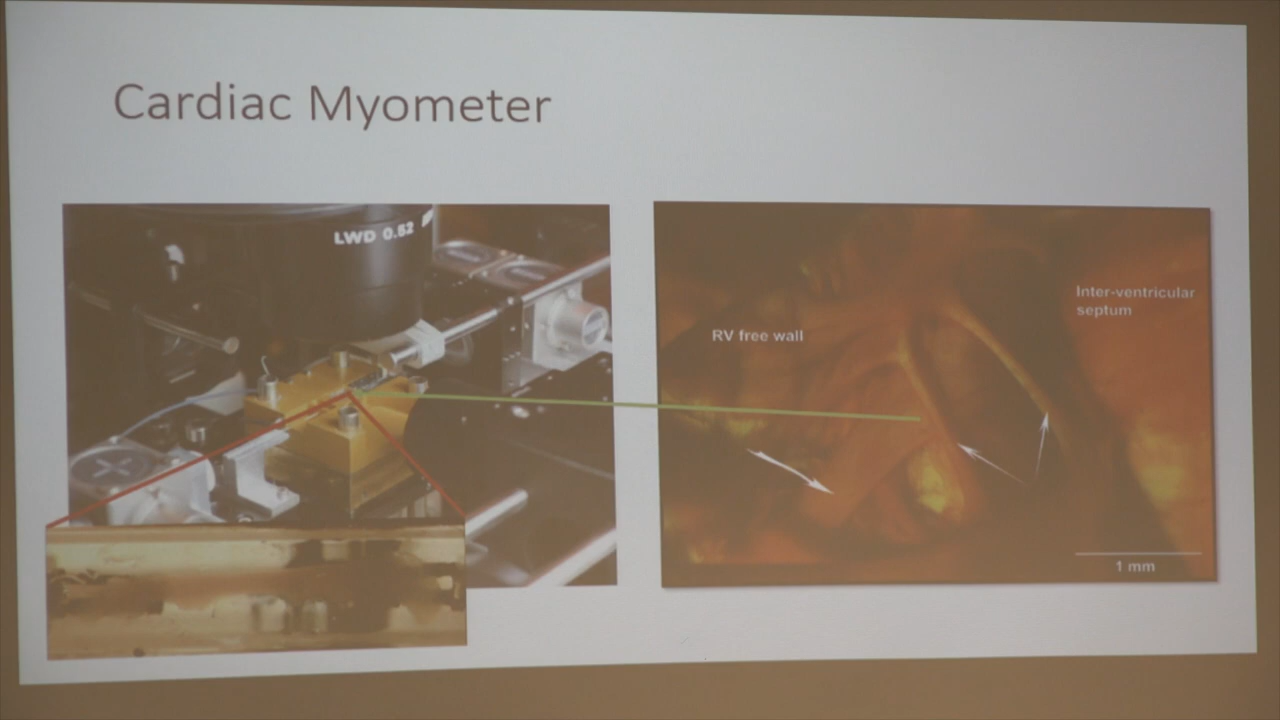 Cardiac Myometer
LWD 0.52
RV free wall
Inter-ventricular
septum
1 mm